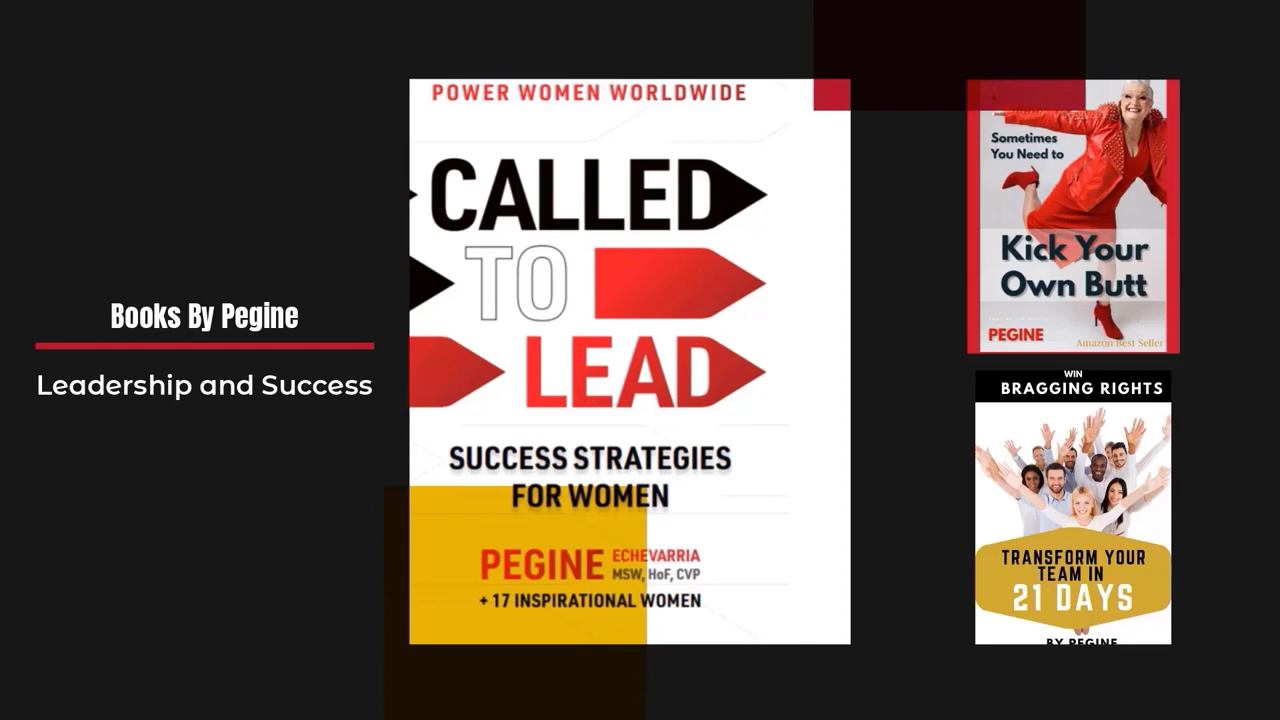 Books By Pegine
Leadership and Success
POWER WOMEN WORLDWIDE
CALLED
TO
LEAD
SUCCESS STRATEGIES
FOR WOMEN
PEGINE ECHEVARRIA
MSW, HoF, CVP
+ 17 INSPIRATIONAL WOMEN
Sometimes
You Need to
Kick Your
Own Butt
PEGINE
Amazon Best Seller
WIN
BRAGGING RIGHTS
TRANSFORM YOUR
TEAM IN
21 DAYS
BY PEGINE